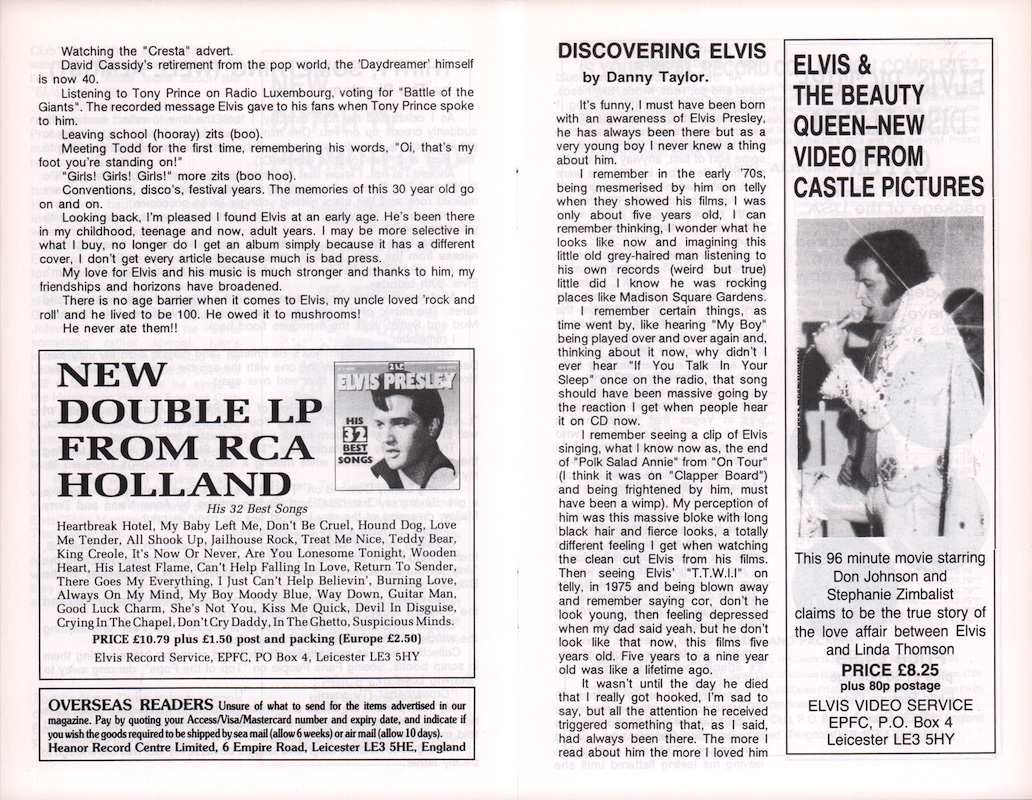 Watching the "Cresta" advert.
David Cassidy's retirement from the pop world, the 'Daydreamer' himself
is now 40.
Listening to Tony Prince on Radio Luxembourg, voting for "Battle of the
Giants". The recorded message Elvis gave to his fans when Tony Prince spoke
to him.
Leaving school (hooray) zits (boo).
Meeting Todd for the first time, remembering his words, "Oi, that's my
foot you're standing on!"
"Girls! Girls! Girls!" more zits (boo hoo).
Conventions, disco's, festival years. The memories of this 30 year old go
on and on.
Looking back, I'm pleased I found Elvis at an early age. He's been there
in my childhood, teenage and now, adult years. I may be more selective in
what I buy, no longer do I get an album simply because it has a different
cover, I don't get every article because much is bad press.
My love for Elvis and his music is much stronger and thanks to him, my
friendships and horizons have broadened.
There is no age barrier when it comes to Elvis, my uncle loved 'rock and
roll' and he lived to be 100. He owed it to mushrooms!
He never ate them!!
NEW
DOUBLE LP
FROM RCA
HOLLAND
2 LP
ELVIS PRESLEY
HIS
32
BEST
SONGS
His 32 Best Songs
Heartbreak Hotel, My Baby Left Me, Don't Be Cruel, Hound Dog, Love
Me Tender, All Shook Up, Jailhouse Rock, Treat Me Nice, Teddy Bear,
King Creole, It's Now Or Never, Are You Lonesome Tonight, Wooden
Heart, His Latest Flame, Can't Help Falling In Love, Return To Sender,
There Goes My Everything, I Just Can't Help Believin', Burning Love,
Always On My Mind, My Boy Moody Blue, Way Down, Guitar Man,
Good Luck Charm, She's Not You, Kiss Me Quick, Devil In Disguise,
Crying In The Chapel, Don't Cry Daddy, In The Ghetto, Suspicious Minds.
PRICE £10.79 plus £1.50 post and packing (Europe £2.50)
Elvis Record Service, EPFC, PO Box 4, Leicester LE3 5HY
OVERSEAS READERS Unsure of what to send for the items advertised in our
magazine. Pay by quoting your Access/Visa/Mastercard number and expiry date, and indicate if
you wish the goods required to be shipped by sea mail (allow 6 weeks) or air mail (allow 10 days).
Heanor Record Centre Limited, 6 Empire Road, Leicester LE3 5HE, England
DISCOVERING ELVIS
by Danny Taylor.
It's funny, I must have been born
with an awareness of Elvis Presley,
he has always been there but as a
very young boy I never knew a thing
about him.
I remember in the early '70s,
being mesmerised by him on telly
when they showed his films, I was
only about five years old, I can
remember thinking, I wonder what he
looks like now and imagining this
little old grey-haired man listening to
his own records (weird but true)
little did I know he was rocking
places like Madison Square Gardens.
I remember certain things, as
time went by, like hearing "My Boy"
being played over and over again and,
thinking about it now, why didn't I
ever hear "If You Talk In Your
Sleep" once on the radio, that song
should have been massive going by
the reaction I get when people hear
it on CD now.
I remember seeing a clip of Elvis
singing, what I know now as, the end
of "Polk Salad Annie" from "On Tour"
(I think it was on "Clapper Board")
and being frightened by him, must
have been a wimp). My perception of
him was this massive bloke with long
black hair and fierce looks, a totally
different feeling I get when watching
the clean cut Elvis from his films.
Then seeing Elvis' "T.T.W.I.I" on
telly, in 1975 and being blown away
and remember saying cor, don't he
look young, then feeling depressed
when my dad said yeah, but he don't
look like that now, this films five
years old. Five years to a nine year
old was like a lifetime ago.
It wasn't until the day he died
that I really got hooked, I'm sad to
say, but all the attention he received
triggered something that, as I said,
had always been there. The more I
read about him the more I loved him
ELVIS &
THE BEAUTY
QUEEN–NEW
VIDEO FROM
CASTLE PICTURES
This 96 minute movie starring
Don Johnson and
Stephanie Zimbalist
claims to be the true story of
the love affair between Elvis
and Linda Thomson
PRICE £8.25
plus 80p postage
ELVIS VIDEO SERVICE
EPFC, P.O. Box 4
Leicester LE3 5HY